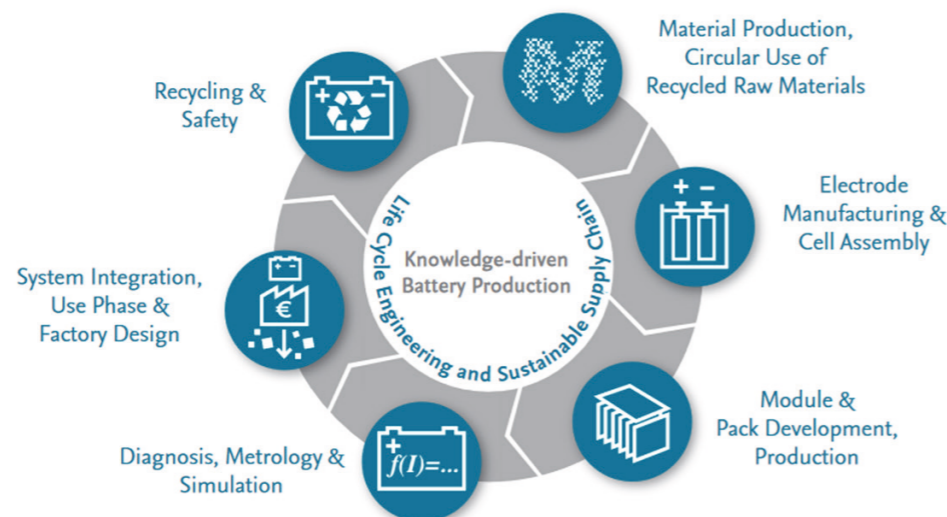 Material Production,
Circular Use of
Recycled Raw Materials
Recycling &
Safety
+ −
M
+ −
Electrode
Manufacturing &
Cell Assembly
Life Cycle Engineering and Sustainable Supply Chain
Knowledge-driven
Battery Production
System Integration,
Use Phase &
Factory Design
+ −
€
Module &
Pack Development,
Production
Diagnosis, Metrology &
Simulation
+ −
f(I)=...